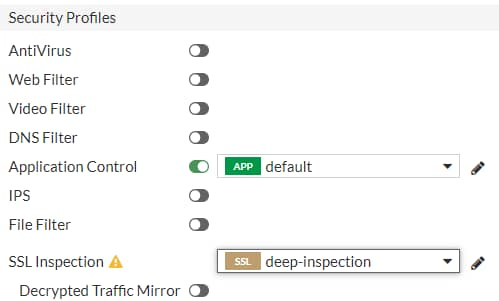 Security Profiles
AntiVirus
Web Filter
Video Filter
DNS Filter
Application Control APP default
IPS
File Filter
SSL Inspection SSL deep-inspection
Decrypted Traffic Mirror